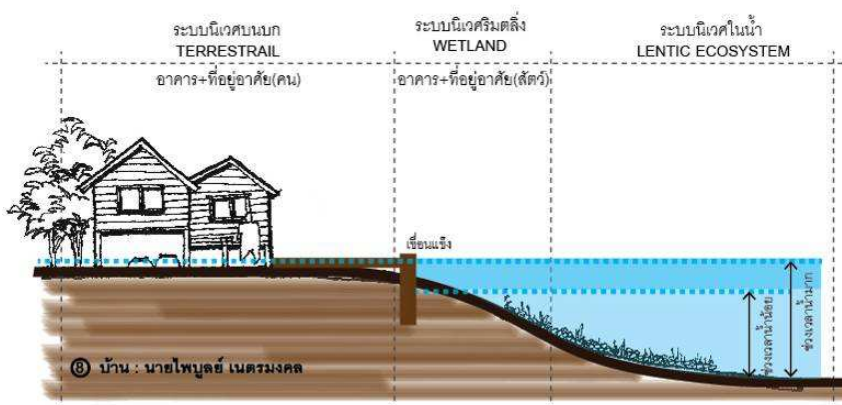 ระบบนิเวศบนบก
TERRESTRAIL
ระบบนิเวศริมตลิ่ง
WETLAND
ระบบนิเวศในน้ำ
LENTIC ECOSYSTEM
อาคาร+ที่อยู่อาศัย(คน)
อาคาร+ที่อยู่อาศัย(สัตว์)
เขื่อนแข็ง
ช่วงเวลาน้ำน้อย
ช่วงเวลาน้ำมาก
⑧ บ้าน : นายไพบูลย์ เนตรมงคล